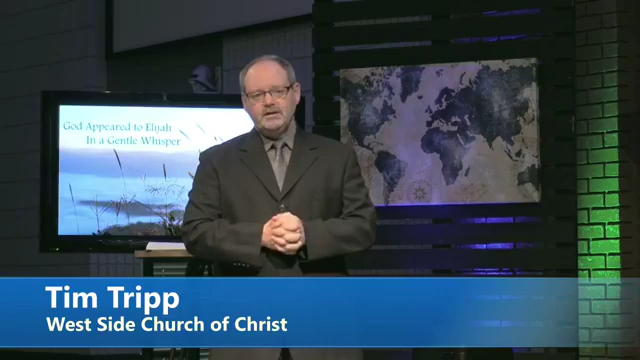 God Appeared to Elijah
In a Gentle Whisper
Tim Tripp
West Side Church of Christ